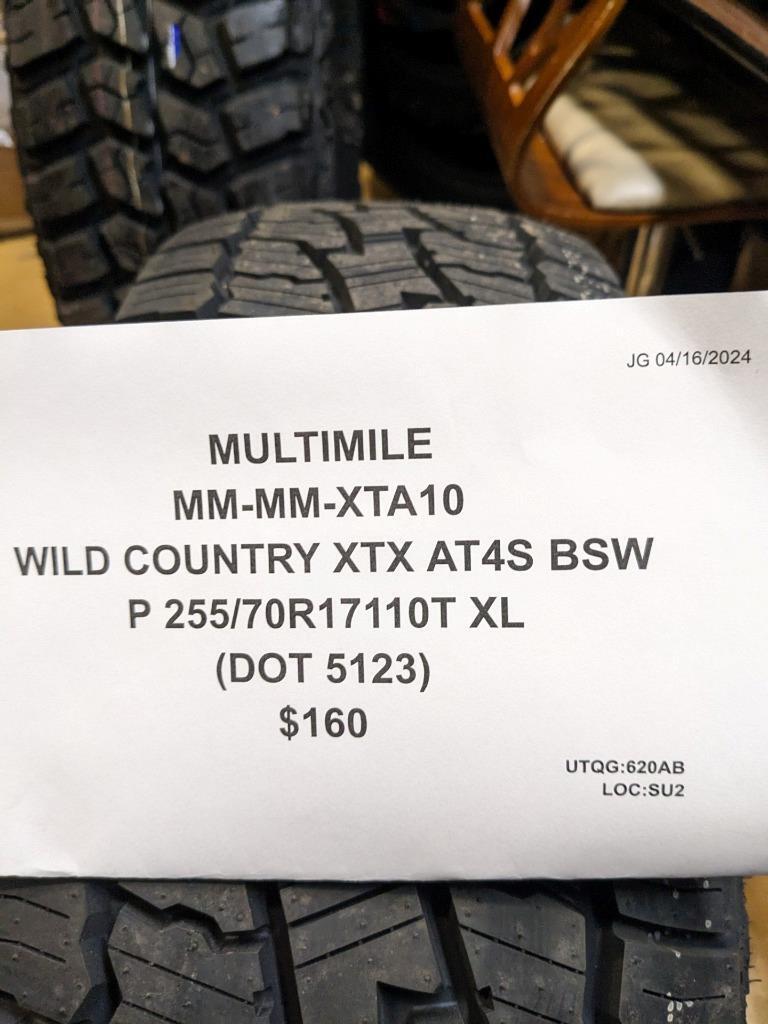 JG 04/16/2024
MULTIMILE
MM-MM-XTA10
WILD COUNTRY XTX AT4S BSW
P 255/70R17110T XL
(DOT 5123)
$160
UTQG:620AB
LOC:SU2